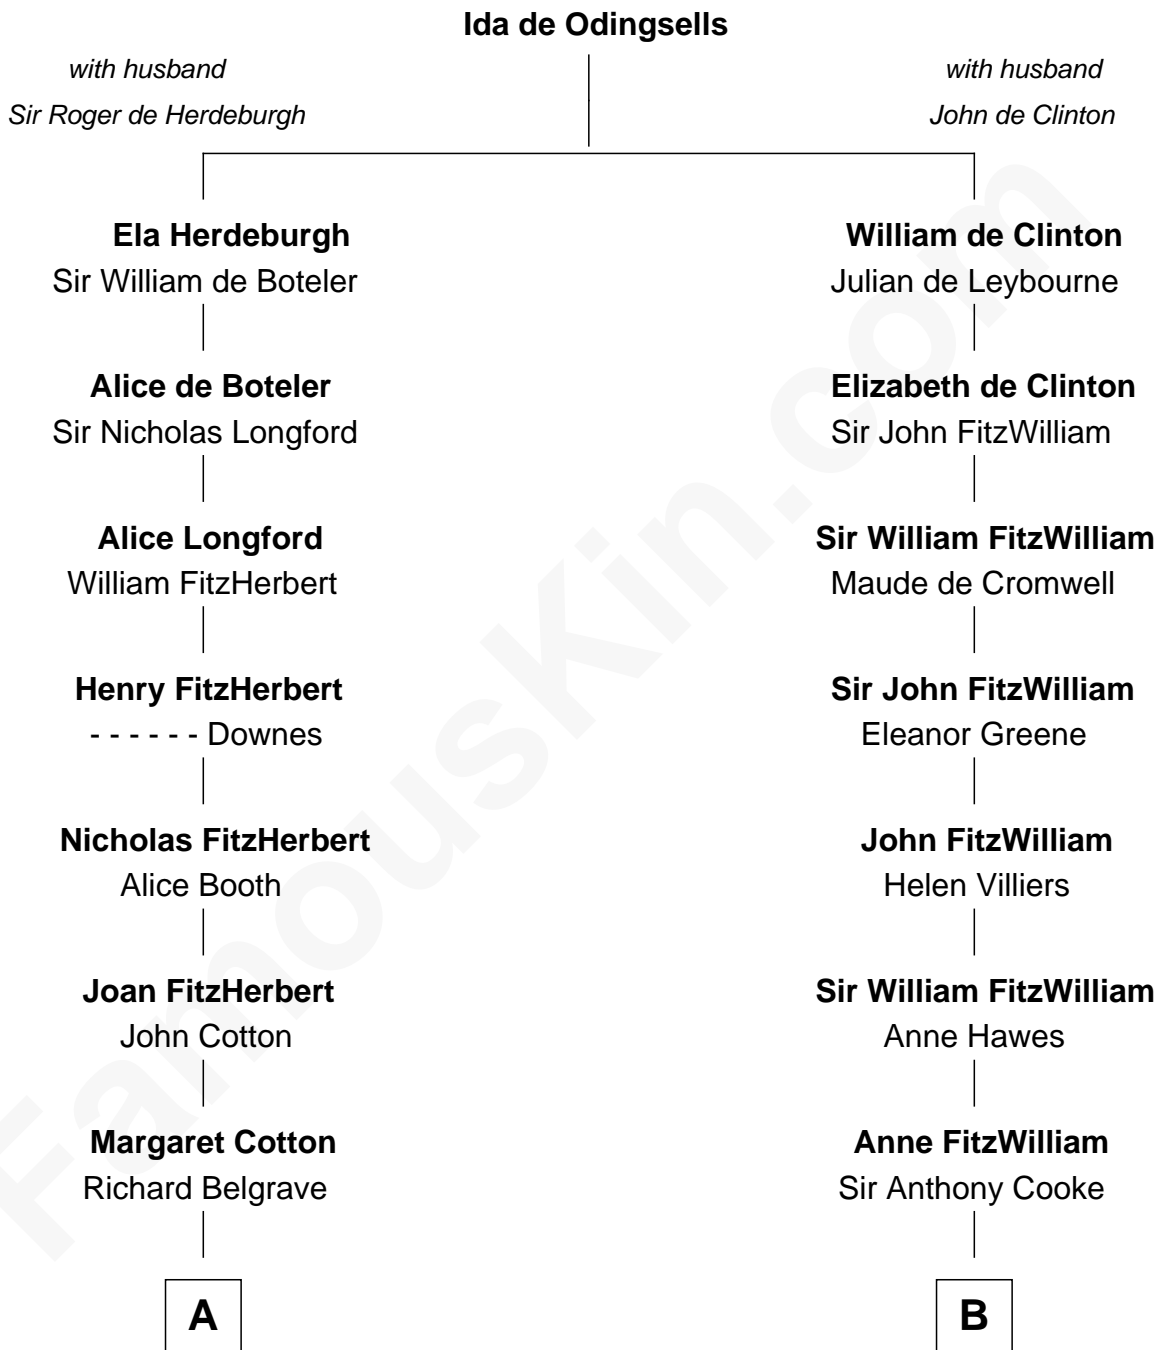 Ida de Odingsells
with husband
Sir Roger de Herdeburgh
with husband
John de Clinton
Ela Herdeburgh
Sir William de Boteler
William de Clinton
Julian de Leybourne
Alice de Boteler
Sir Nicholas Longford
Elizabeth de Clinton
Sir John FitzWilliam
Alice Longford
William FitzHerbert
Sir William FitzWilliam
Maude de Cromwell
Henry FitzHerbert
- - - - - - Downes
Sir John FitzWilliam
Eleanor Greene
Nicholas FitzHerbert
Alice Booth
John FitzWilliam
Helen Villiers
Joan FitzHerbert
John Cotton
Sir William FitzWilliam
Anne Hawes
Margaret Cotton
Richard Belgrave
Anne FitzWilliam
Sir Anthony Cooke
A
B
FamousKin.com